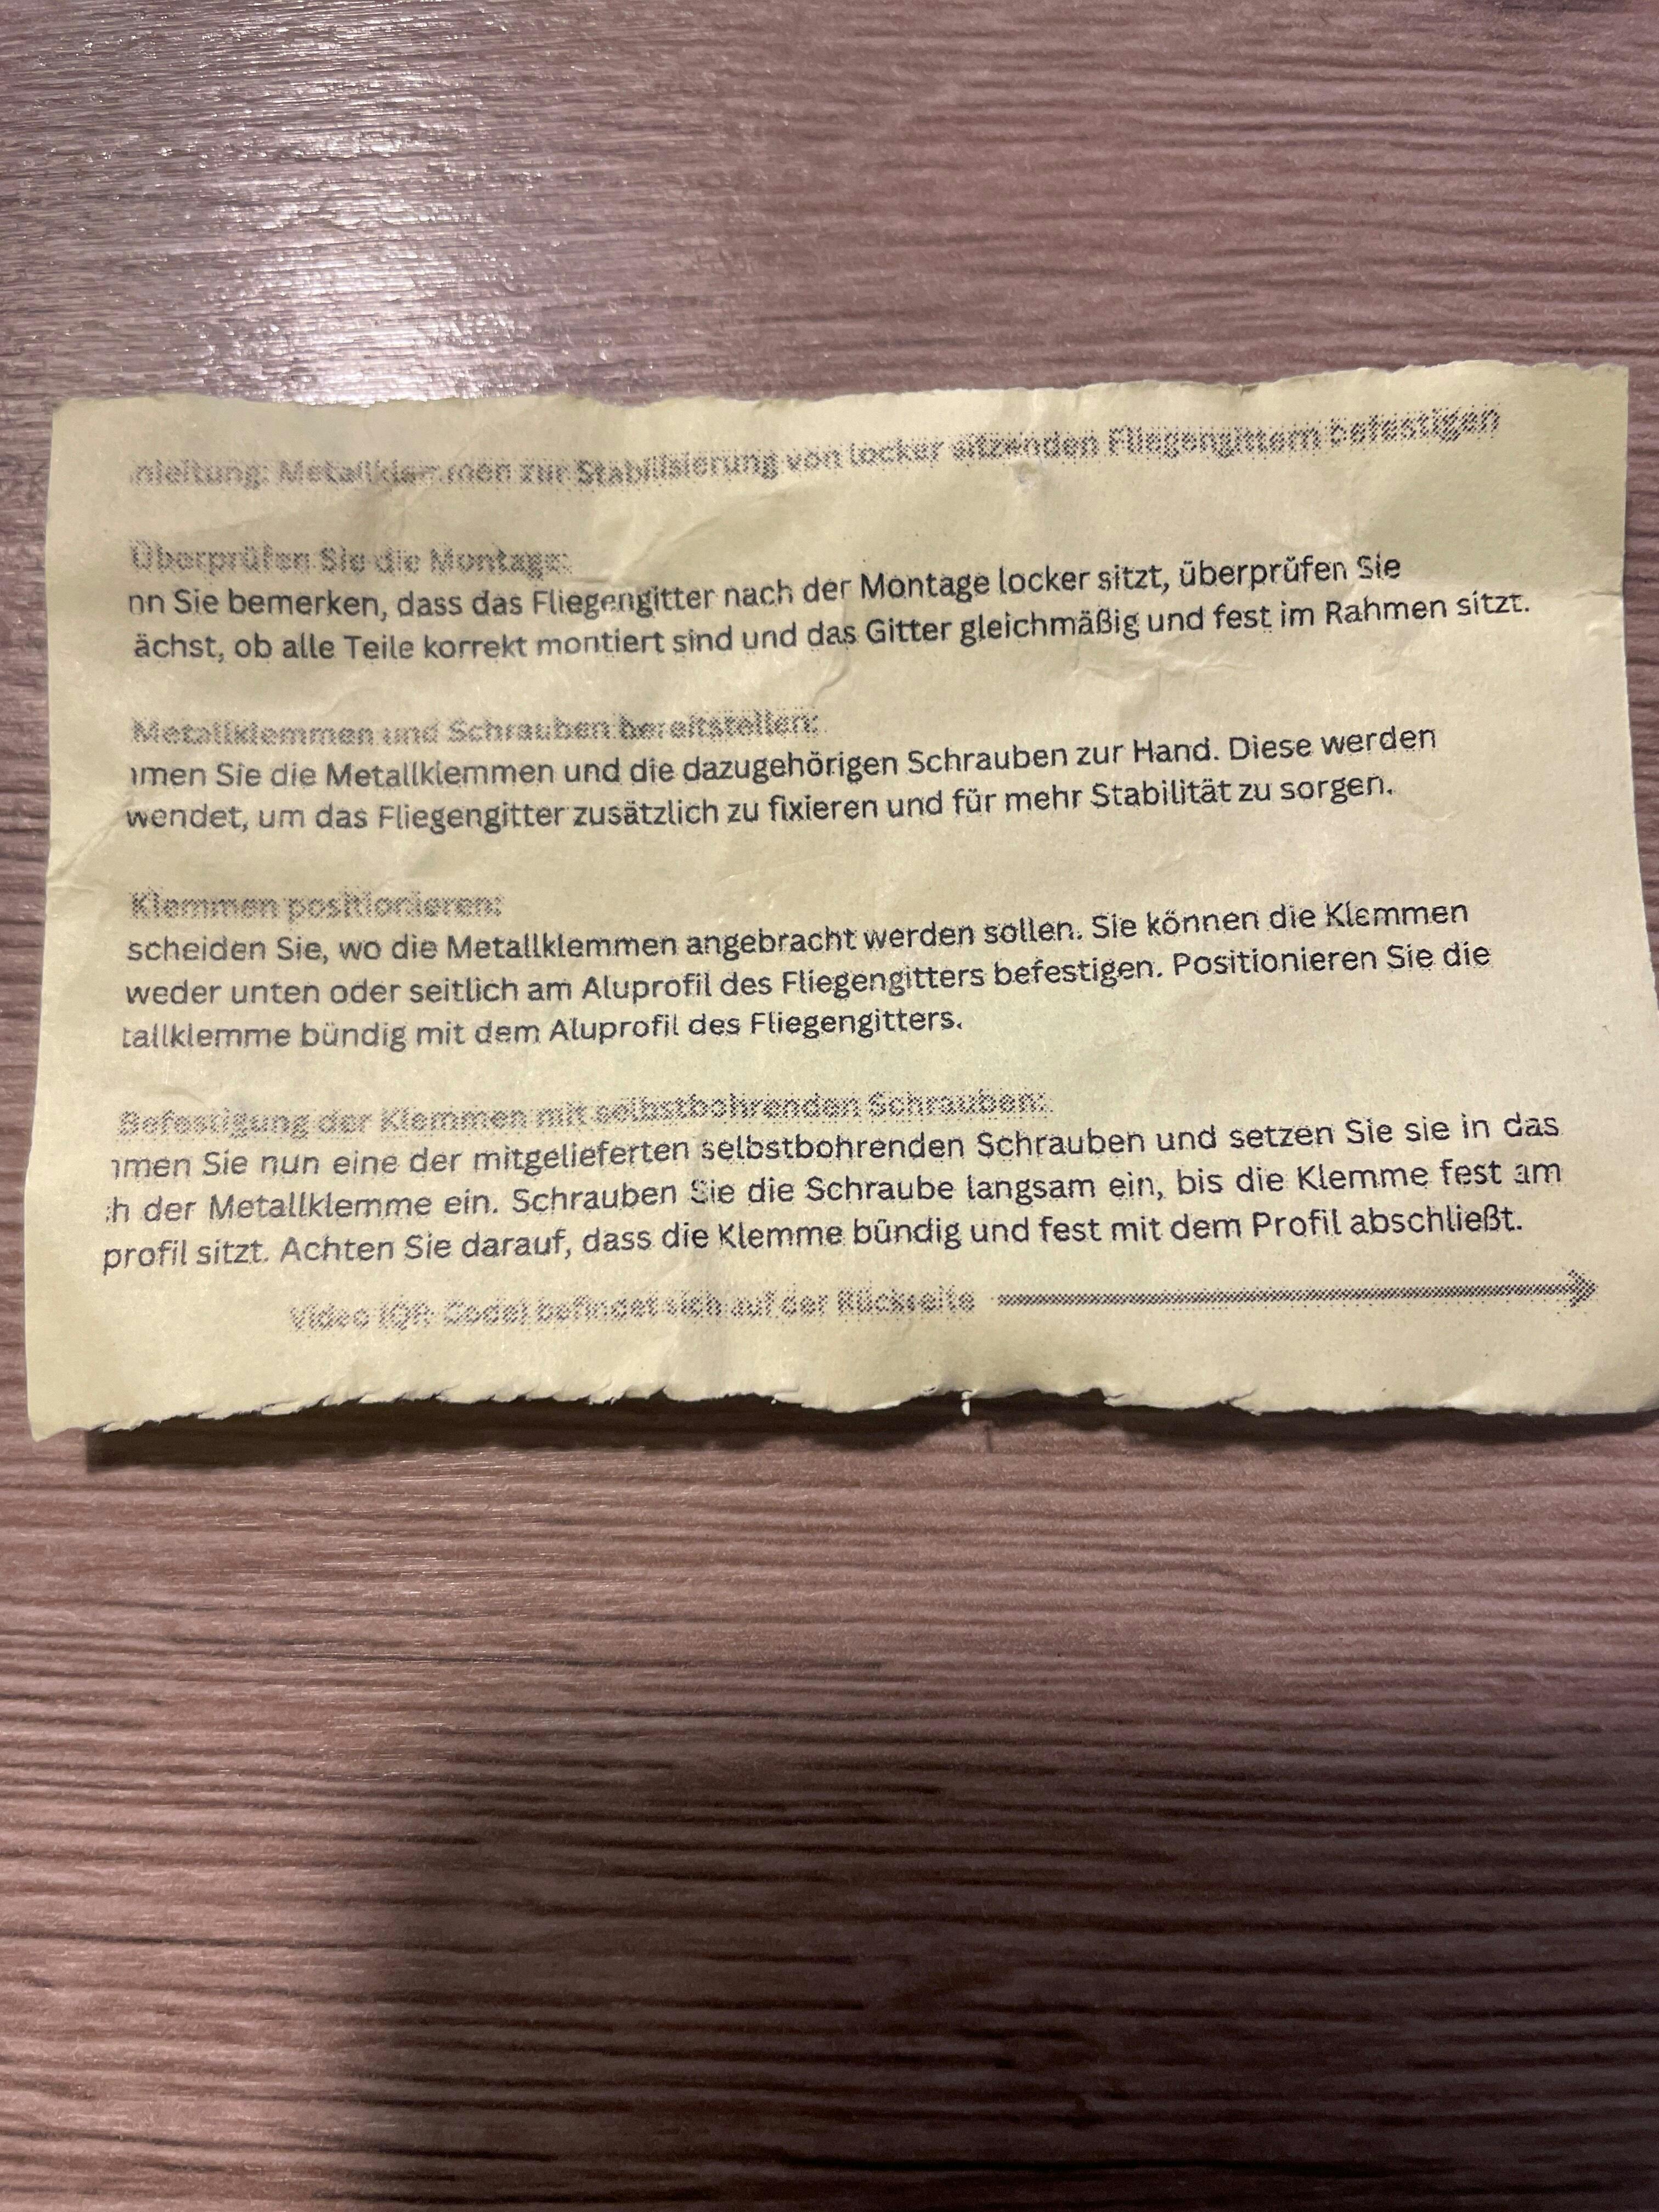 nleitung: Metallklemmen zur Stabilisierung von locker sitzenden Fliegengittern befestigen
Überprüfen Sie die Montage:
nn Sie bemerken, dass das Fliegengitter nach der Montage locker sitzt, überprüfen Sie
ächst, ob alle Teile korrekt montiert sind und das Gitter gleichmäßig und fest im Rahmen sitzt.
Metallklemmen und Schrauben bereitstellen:
men Sie die Metallklemmen und die dazugehörigen Schrauben zur Hand. Diese werden
wendet, um das Fliegengitter zusätzlich zu fixieren und für mehr Stabilität zu sorgen.
Klemmen positionieren:
scheiden Sie, wo die Metallklemmen angebracht werden sollen. Sie können die Klemmen
weder unten oder seitlich am Aluprofil des Fliegengitters befestigen. Positionieren Sie die
tallklemme bündig mit dem Aluprofil des Fliegengitters.
Befestigung der Klemmen mit selbstbohrenden Schrauben:
men Sie nun eine der mitgelieferten selbstbohrenden Schrauben und setzen Sie sie in das
h der Metallklemme ein. Schrauben Sie die Schraube langsam ein, bis die Klemme fest am
profil sitzt. Achten Sie darauf, dass die Klemme bündig und fest mit dem Profil abschließt.
Video (QR-Code) befindet sich auf der Rückseite